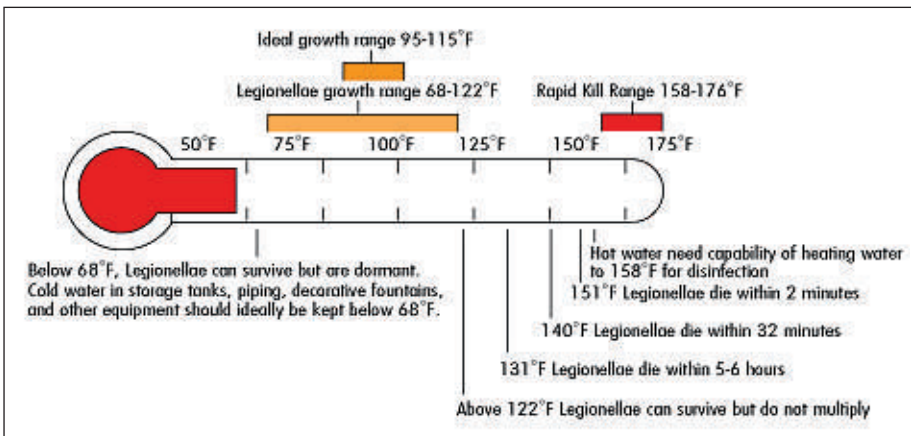 Ideal growth range 95-115°F
Legionellae growth range 68-122°F
Rapid Kill Range 158-176°F
50°F 75°F 100°F 125°F 150°F 175°F
Below 68°F, Legionellae can survive but are dormant.
Cold water in storage tanks, piping, decorative fountains,
and other equipment should ideally be kept below 68°F.
Hot water need capability of heating water
to 158°F for disinfection
151°F Legionellae die within 2 minutes
140°F Legionellae die within 32 minutes
131°F Legionellae die within 5-6 hours
Above 122°F Legionellae can survive but do not multiply